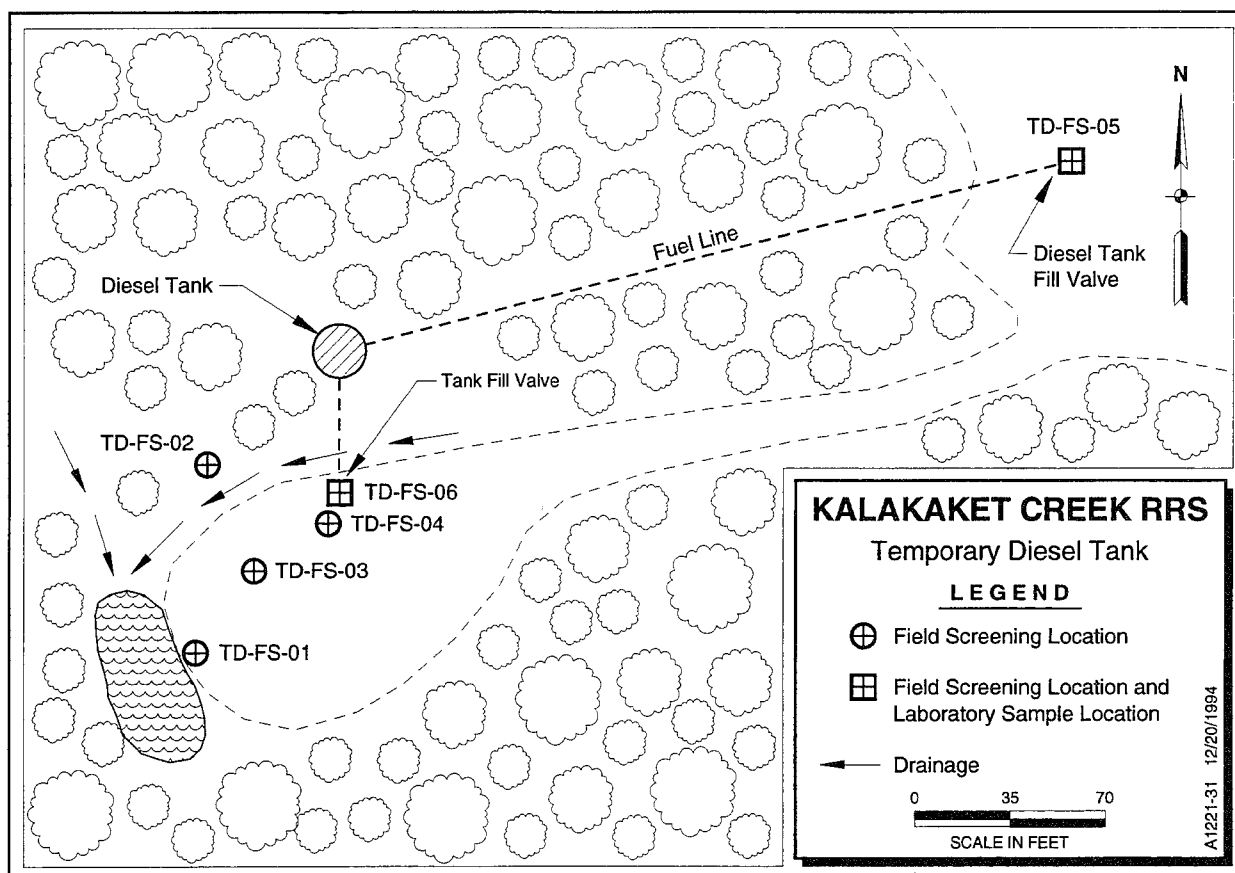 N
TD-FS-05
Fuel Line
Diesel Tank
Fill Valve
Diesel Tank
Tank Fill Valve
TD-FS-02
TD-FS-06
TD-FS-04
TD-FS-03
TD-FS-01
KALAKAKET CREEK RRS
Temporary Diesel Tank
LEGEND
Field Screening Location
Field Screening Location and
Laboratory Sample Location
Drainage
0 35 70
SCALE IN FEET
A1221-31 12/20/1994